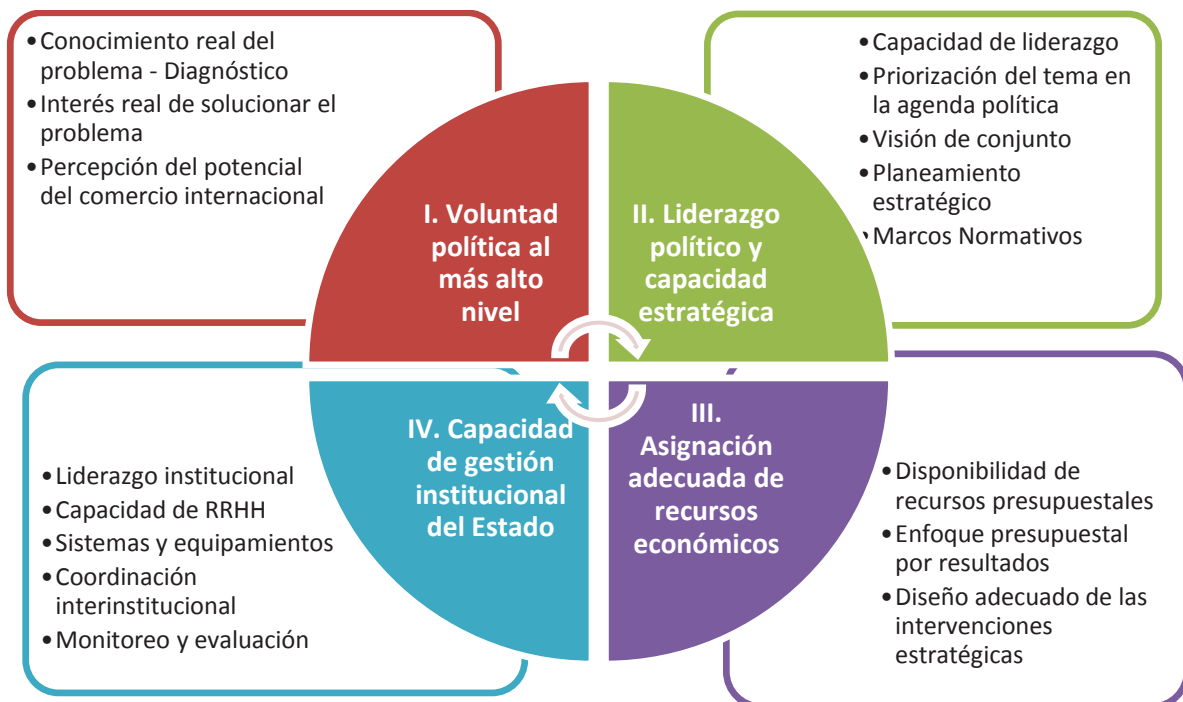 •Conocimiento real del
problema - Diagnóstico
•Interés real de solucionar el
problema
•Percepción del potencial
del comercio internacional
I. Voluntad
política al
más alto
nivel
II. Liderazgo
político y
capacidad
estratégica
•Capacidad de liderazgo
•Priorización del tema en
la agenda política
•Visión de conjunto
•Planeamiento
estratégico
•Marcos Normativos
•Liderazgo institucional
•Capacidad de RRHH
•Sistemas y equipamientos
•Coordinación
interinstitucional
•Monitoreo y evaluación
IV. Capacidad
de gestión
institucional
del Estado
III.
Asignación
adecuada de
recursos
económicos
•Disponibilidad de
recursos presupuestales
•Enfoque presupuestal
por resultados
•Diseño adecuado de las
intervenciones
estratégicas